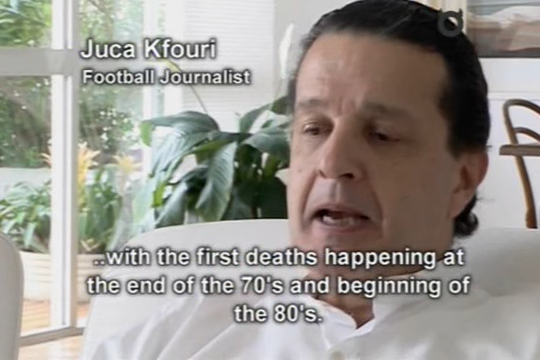 Juca Kfouri
Football Journalist
..with the first deaths happening at
the end of the 70's and beginning of
the 80's.